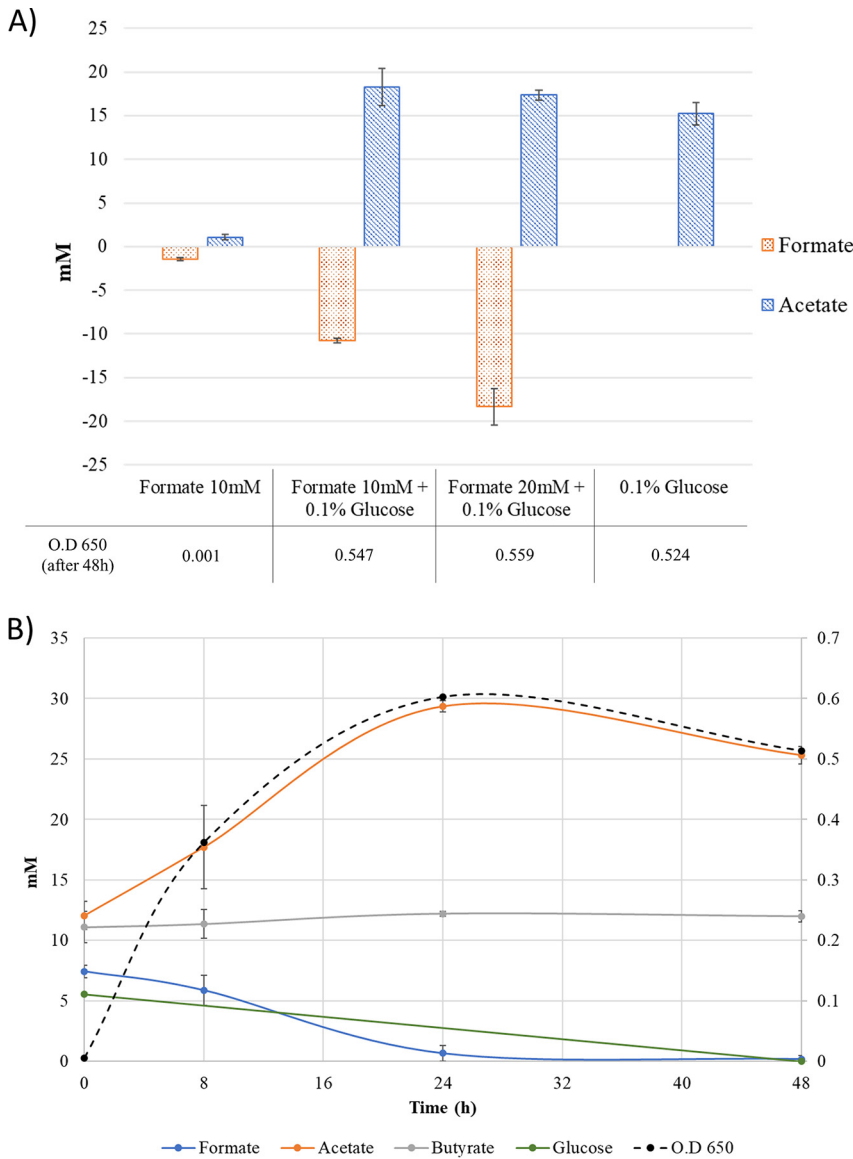 A)
25
20
15
10
5
0
-5
-10
-15
-20
-25
mM
Formate
Acetate
Formate 10mM
Formate 10mM +
0.1% Glucose
Formate 20mM +
0.1% Glucose
0.1% Glucose
O.D 650
(after 48h)
0.001
0.547
0.559
0.524
B)
35
30
25
20
15
10
5
0
mM
0.7
0.6
0.5
0.4
0.3
0.2
0.1
0
0 8 16 24 32 40 48
Time (h)
Formate Acetate Butyrate Glucose O.D 650